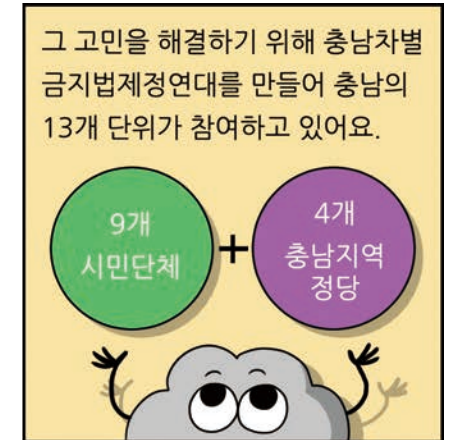 그 고민을 해결하기 위해 충남차별
금지법제정연대를 만들어 충남의
13개 단위가 참여하고 있어요.
9개
시민단체
+
4개
충남지역
정당